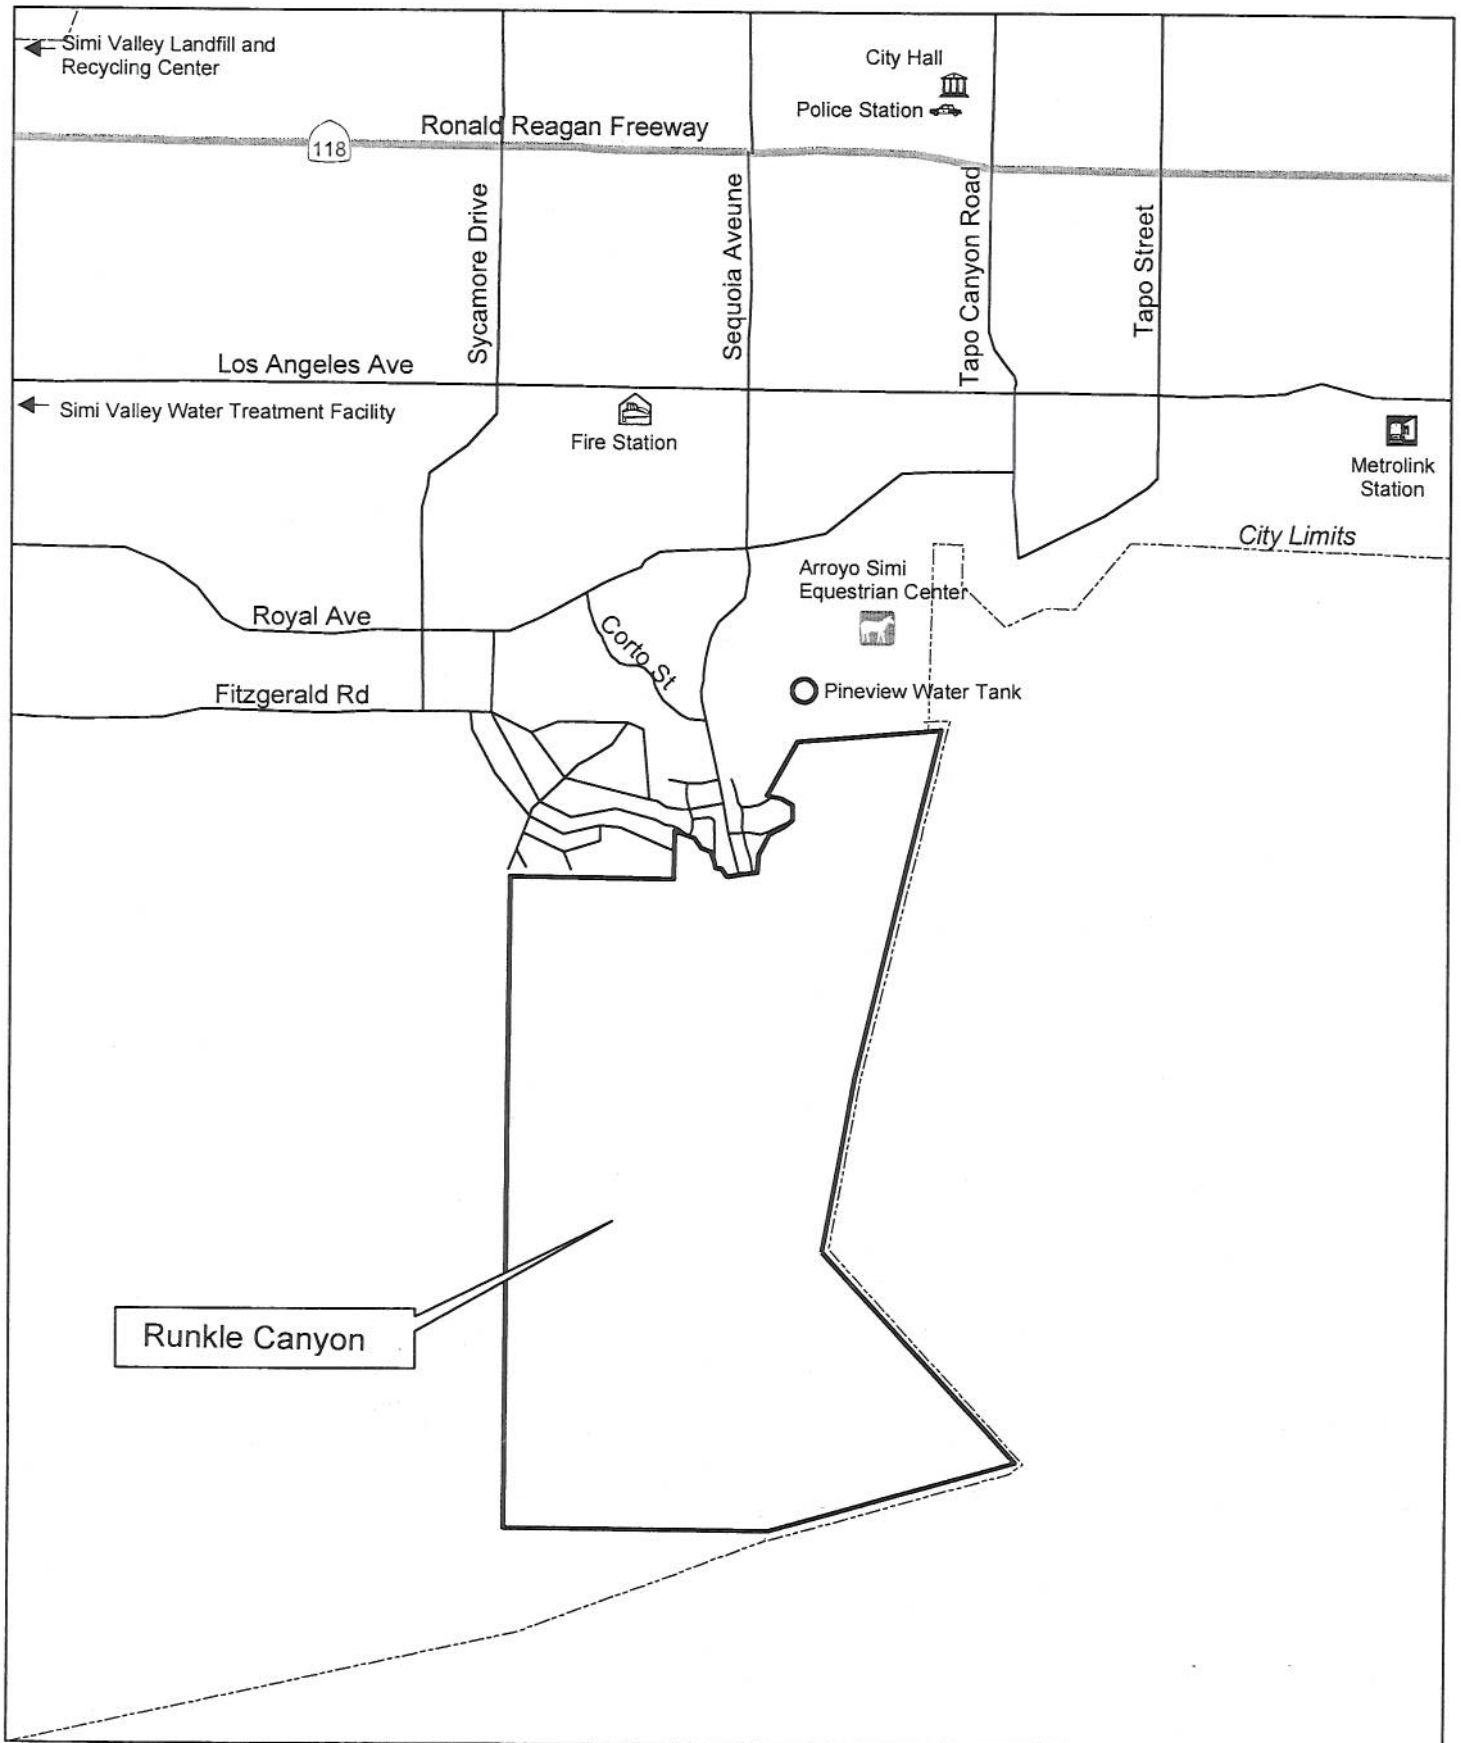 Simi Valley Landfill and
Recycling Center
City Hall
Police Station
Ronald Reagan Freeway
118
Sycamore Drive
Sequoia Aveune
Tapo Canyon Road
Tapo Street
Los Angeles Ave
Simi Valley Water Treatment Facility
Fire Station
Metrolink
Station
City Limits
Arroyo Simi
Equestrian Center
Royal Ave
Corto St
Fitzgerald Rd
Pineview Water Tank
Runkle Canyon